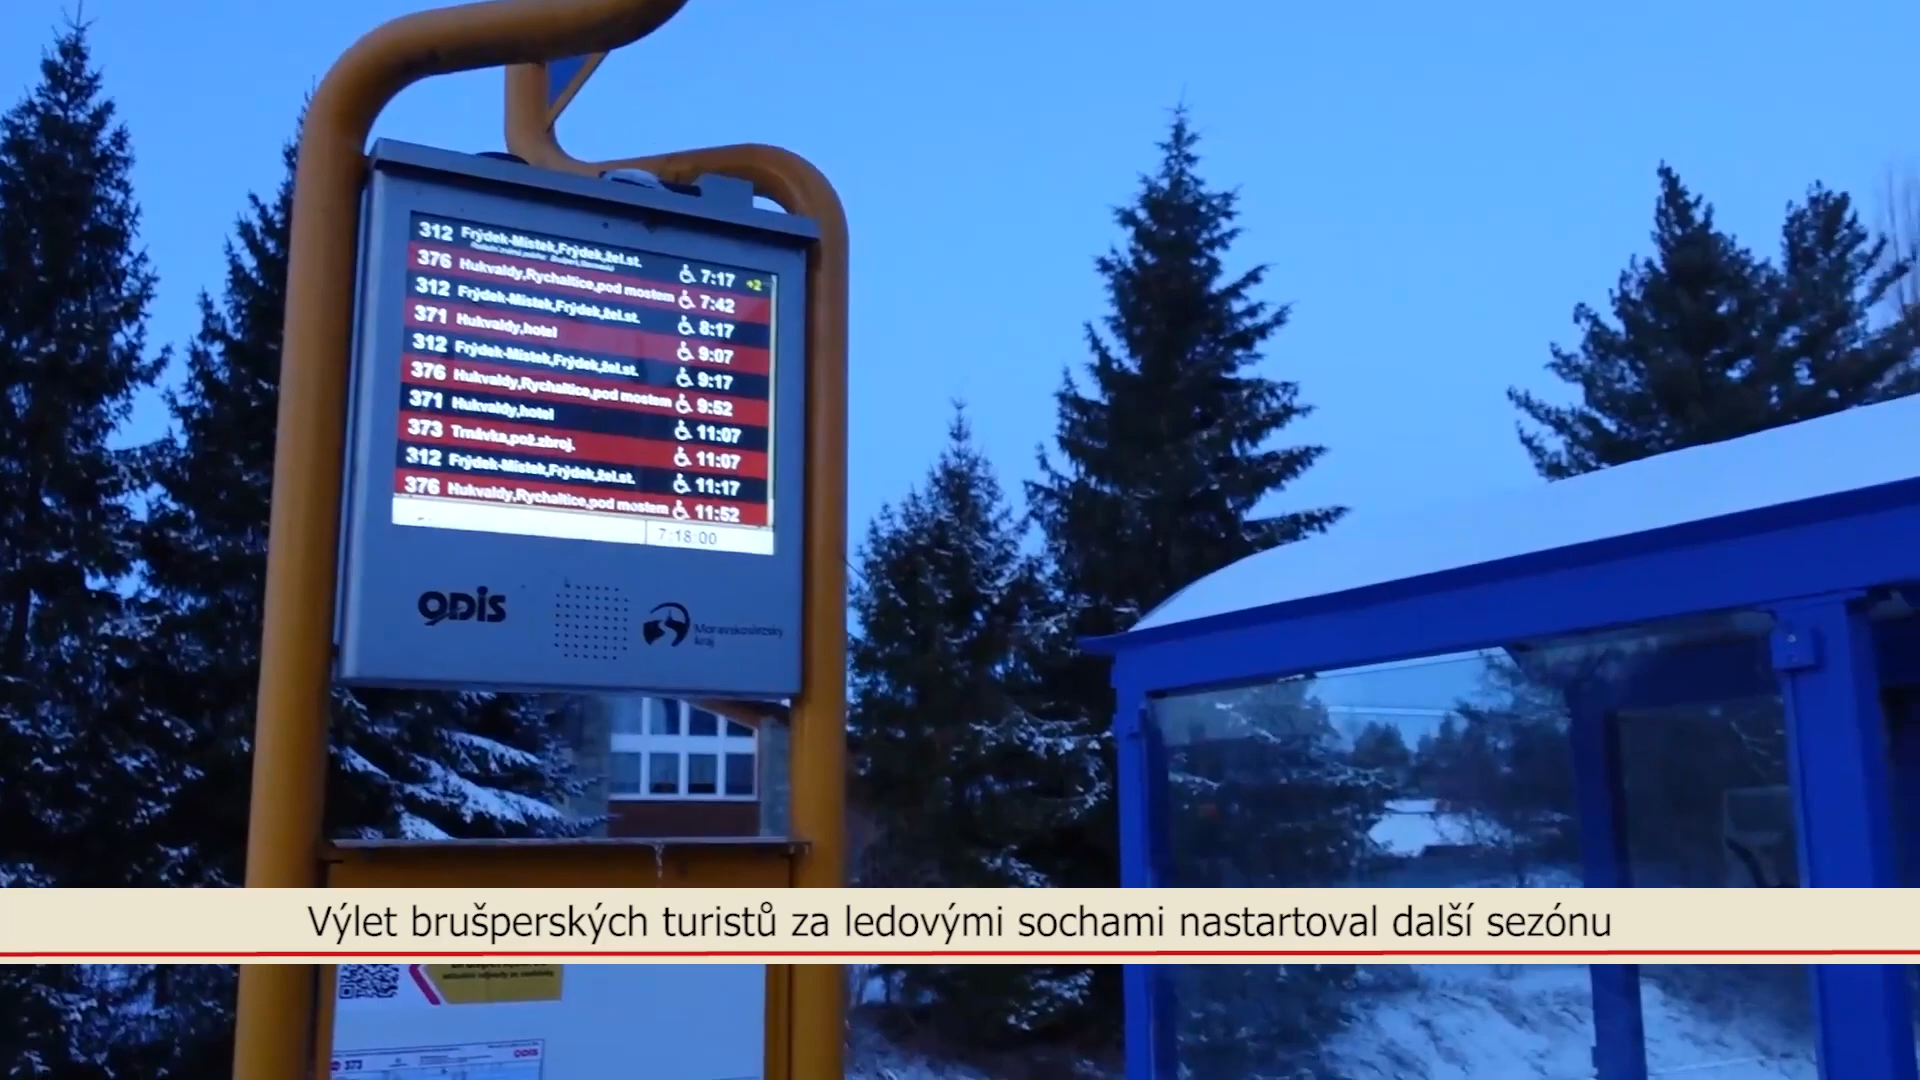 312 Frýdek-Místek,Frýdek,žel.st. 7:17 +2
376 Hukvaldy,Rychaltice,pod mostem 7:42
312 Frýdek-Místek,Frýdek,žel.st. 8:17
371 Hukvaldy,hotel 9:07
312 Frýdek-Místek,Frýdek,žel.st. 9:17
376 Hukvaldy,Rychaltice,pod mostem 9:52
371 Hukvaldy,hotel 11:07
373 Trnávka,pož.zbroj. 11:07
312 Frýdek-Místek,Frýdek,žel.st. 11:17
376 Hukvaldy,Rychaltice,pod mostem 11:52
7:18:00
ODIS
Moravskoslezský
kraj
Výlet brušperských turistů za ledovými sochami nastartoval další sezónu
373
ODIS